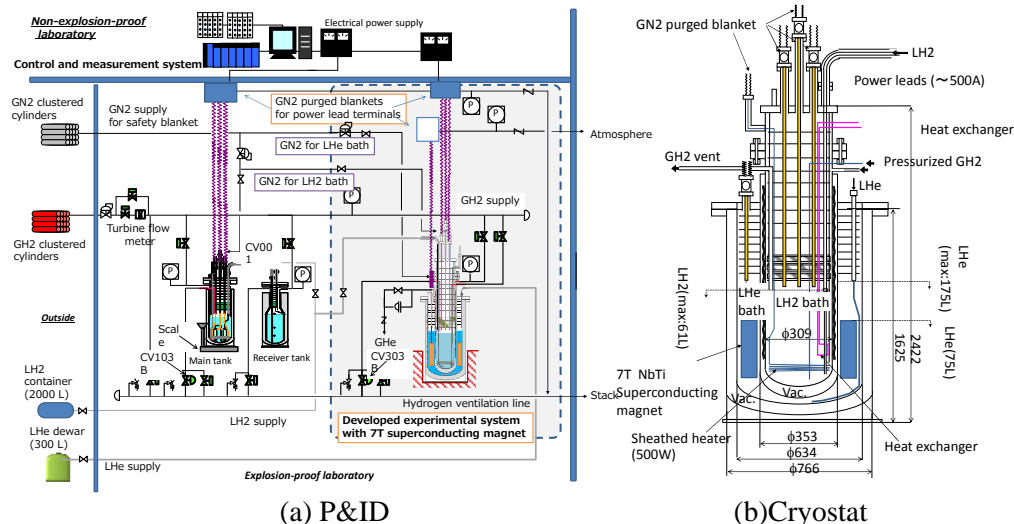 Non-explosion-proof
laboratory
Electrical power supply
Control and measurement system
GN2 clustered
cylinders
GN2 supply
for safety blanket
GN2 purged blankets
for power lead terminals
P
P
P
Atmosphere
GN2 for LHe bath
GN2 for LH2 bath
P
GH2 supply
GH2 clustered
cylinders
Turbine flow
meter
CV00
1
P
P
P
Outside
Scal
e
Main tank
Receiver tank
CV103
B
GHe
CV303
B
Stack
Hydrogen ventilation line
LH2
container
(2000 L)
LH2 supply
Developed experimental system
with 7T superconducting magnet
LHe dewar
(300 L)
LHe supply
Explosion-proof laboratory
(a) P&ID
GN2 purged blanket
LH2
Power leads (～500A)
Heat exchanger
GH2 vent
Pressurized GH2
LHe
LHe
(max:175L)
LH2(max:61L)
LHe
bath
LH2 bath
ϕ309
LHe(75L)
2422
1625
7T NbTi
Superconducting
magnet
Vac.
Vac.
Sheathed heater
(500W)
Heat exchanger
ϕ353
ϕ634
ϕ766
(b)Cryostat